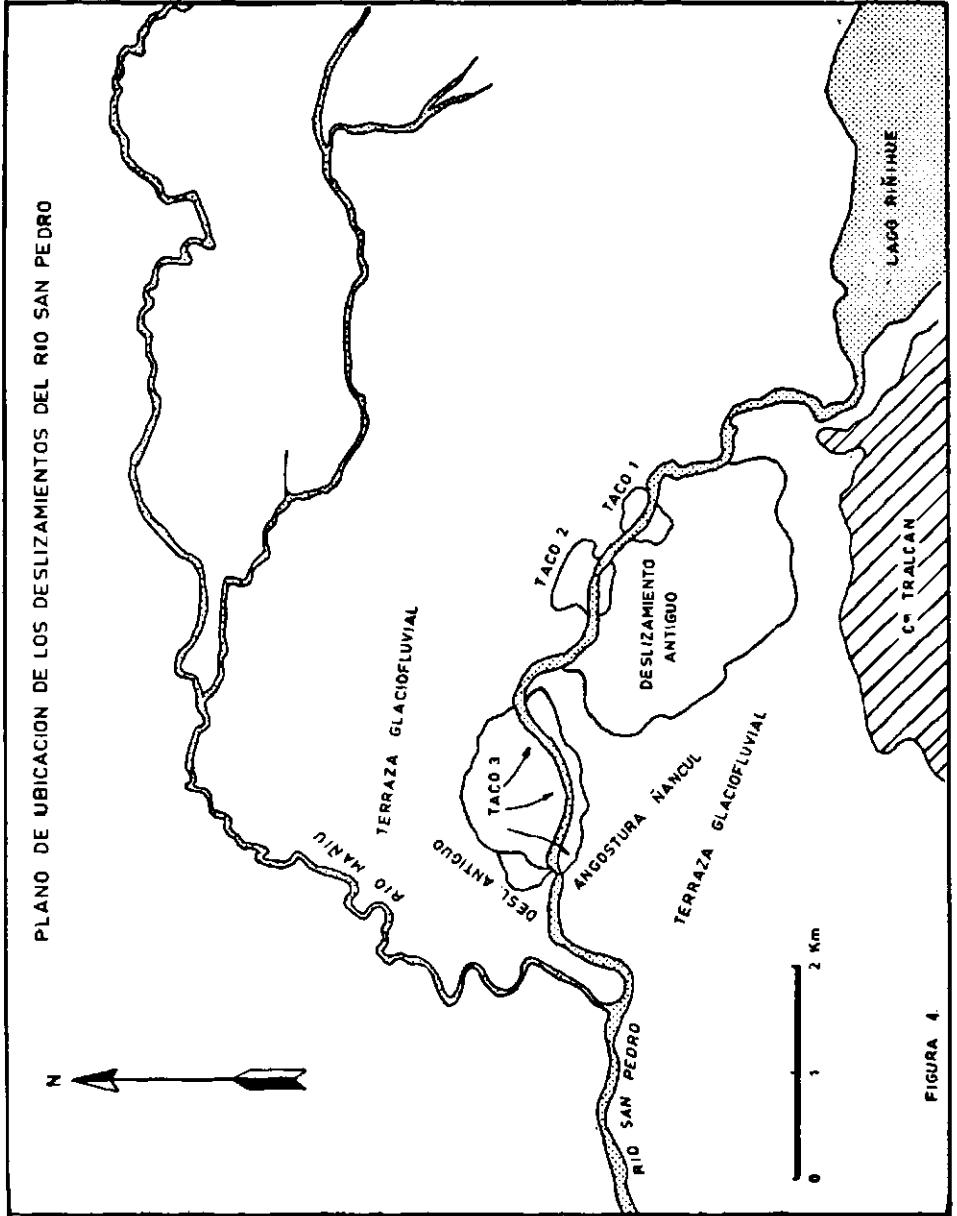 PLANO DE UBICACION DE LOS DESLIZAMIENTOS DEL RIO SAN PEDRO
N
RIO MAÑIU
TERRAZA GLACIOFLUVIAL
DESL. ANTIGUO
TACO 3
TACO 2
TACO 1
DESLIZAMIENTO
ANTIGUO
ANGOSTURA ÑANCUL
TERRAZA GLACIOFLUVIAL
RIO SAN PEDRO
LAGO RIÑIHUE
Cº TRALCAN
0 1 2 Km
FIGURA 4.